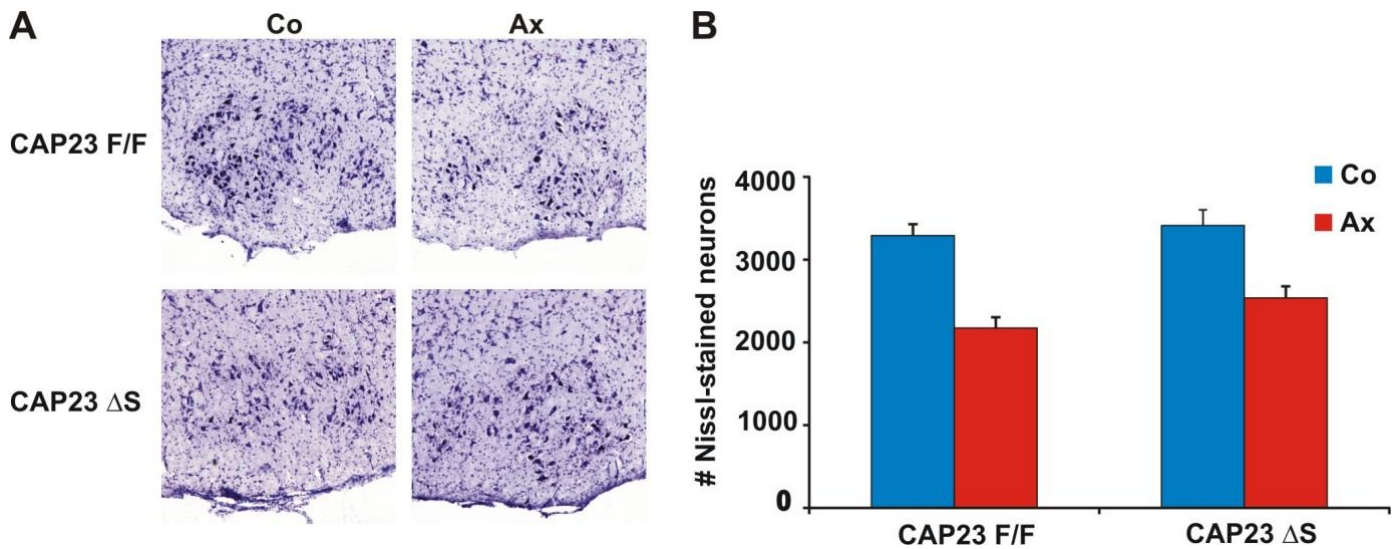 A
Co Ax
CAP23 F/F
CAP23 ΔS
B
# Nissl-stained neurons
4000
3000
2000
1000
0
Co
Ax
CAP23 F/F CAP23 ΔS